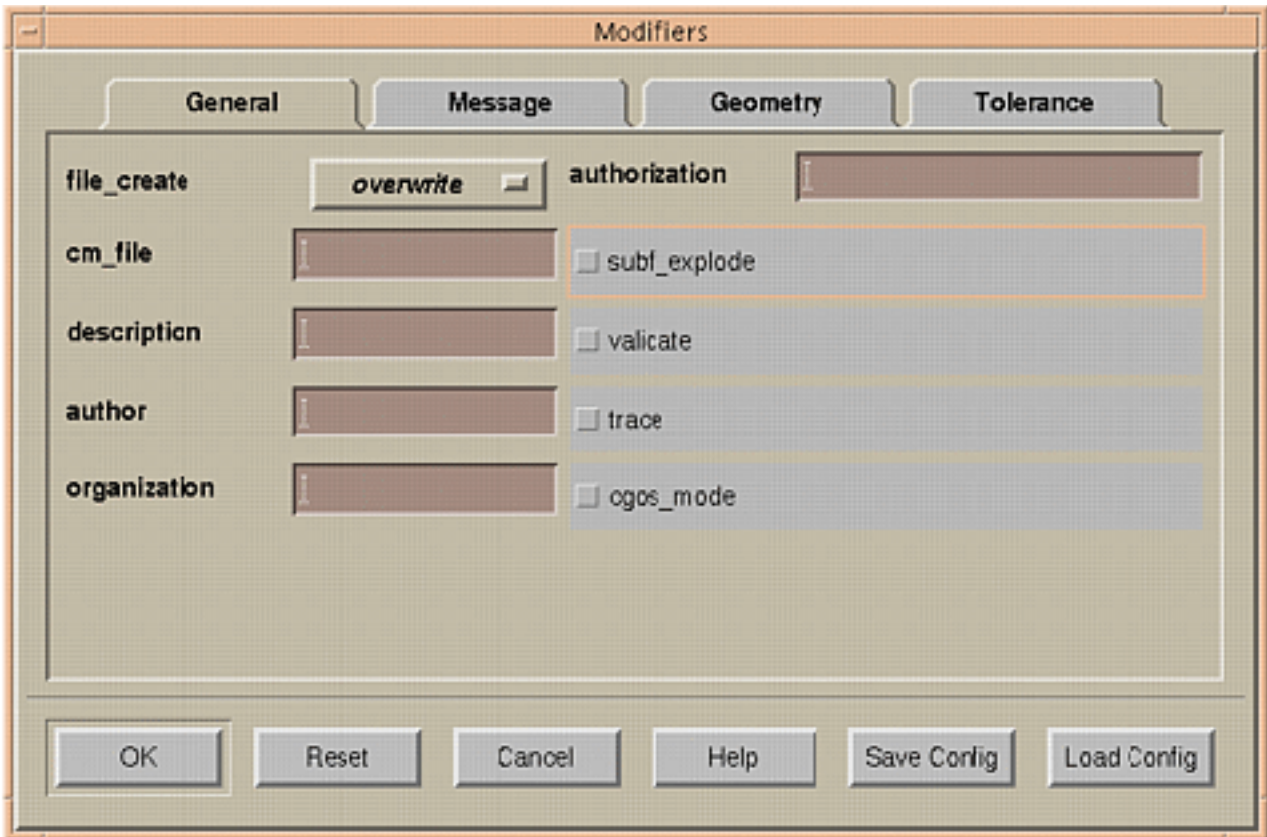 Modifiers
General Message Geometry Tolerance
file_create overwrite authorization
cm_file subf_explode
description valicate
author trace
organization cgos_mode
OK Reset Cancel Help Save Config Load Config